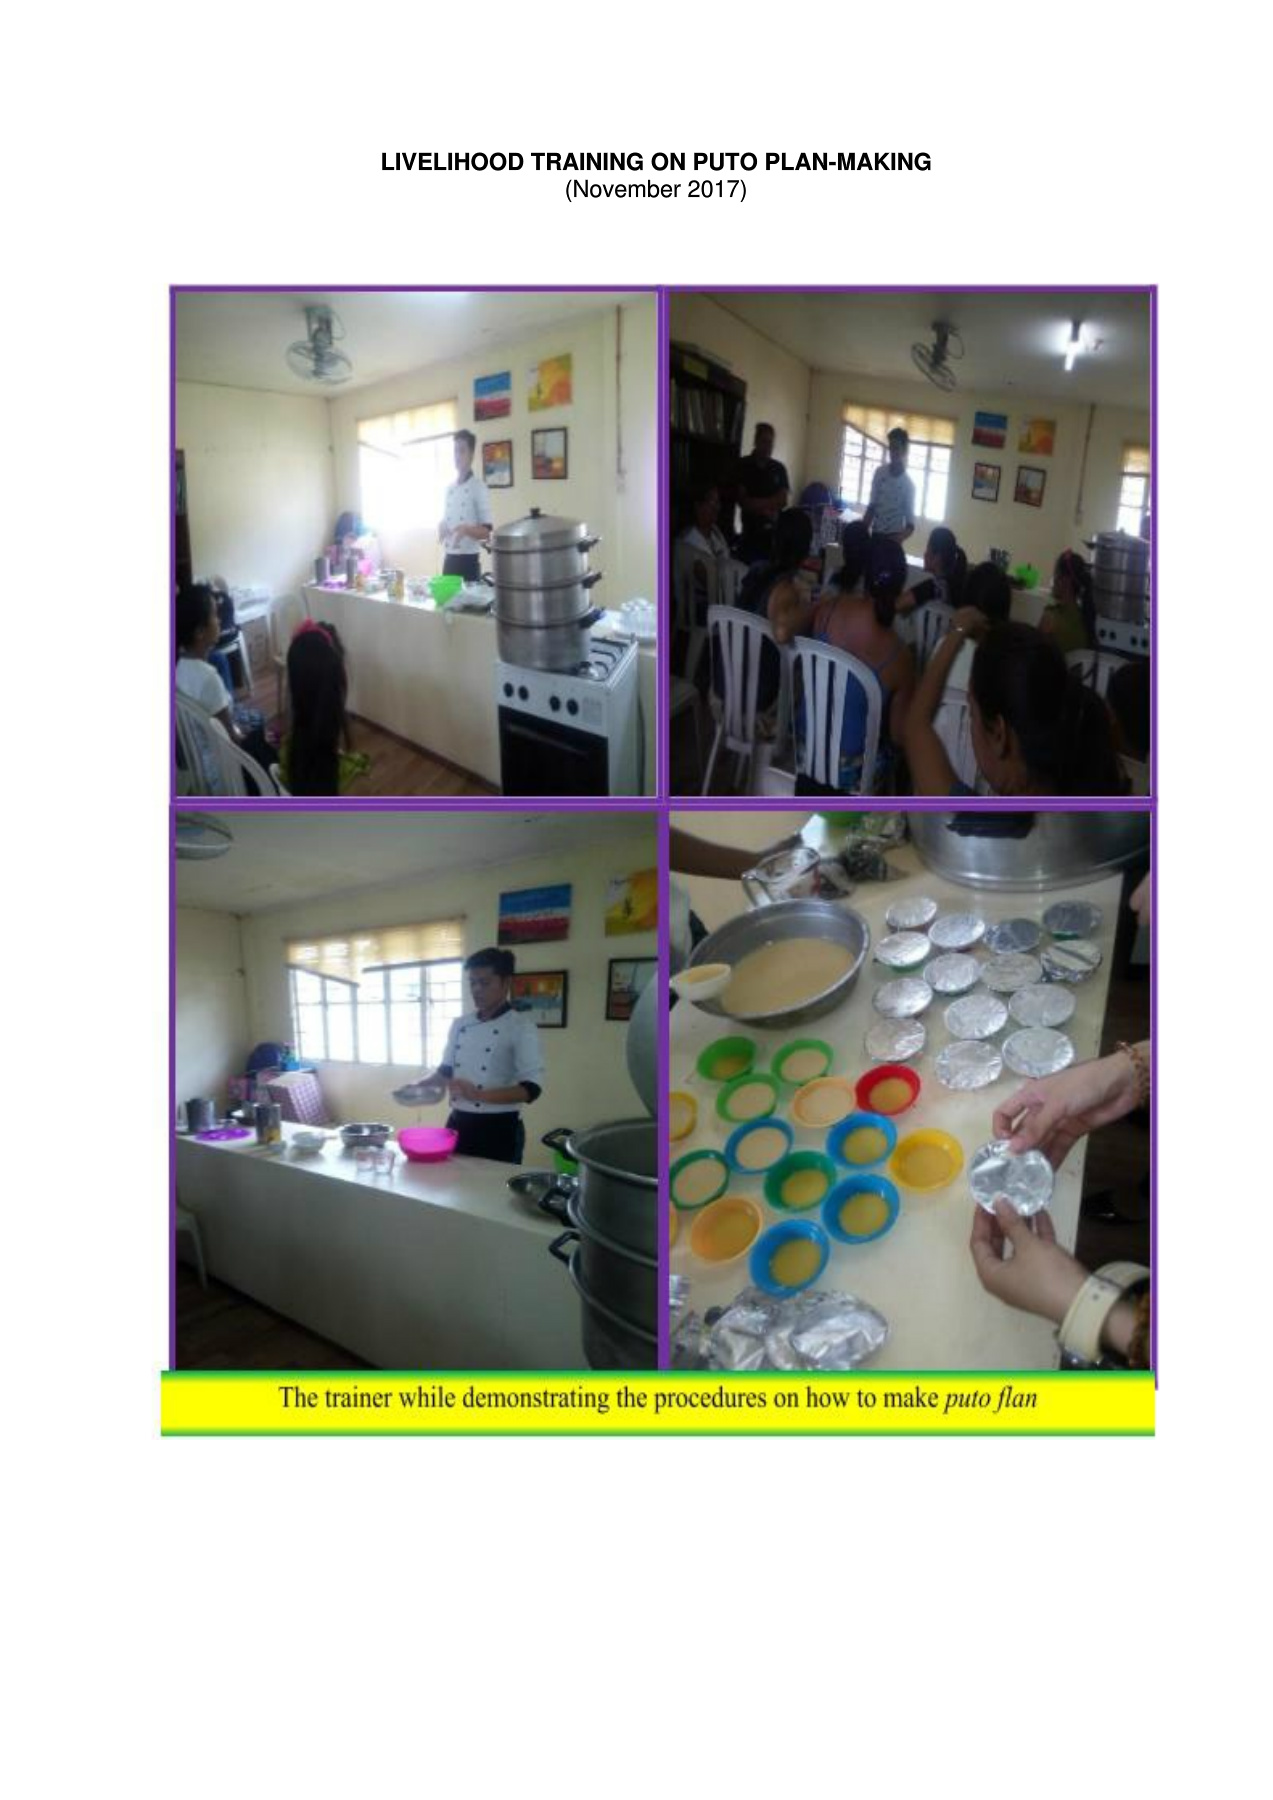 LIVELIHOOD TRAINING ON PUTO PLAN-MAKING
(November 2017)
The trainer while demonstrating the procedures on how to make puto flan